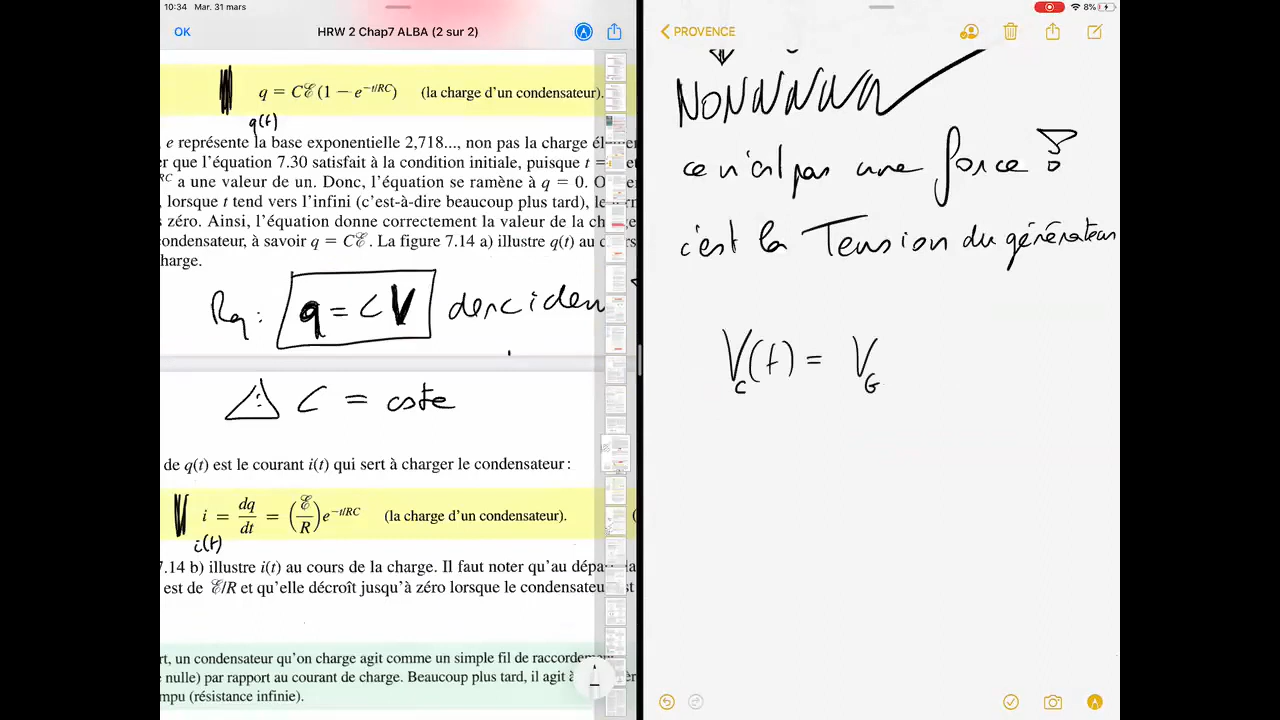 10:34 Mar. 31 mars
8%
OK
HRW 2 Chap7 ALBA (2 sur 2)
q = Cℰ(1 − e^−t/RC) (la charge d'un condensateur).
q(t)
e représente la base exponentielle 2,718..., non pas la charge él
er que l'équation 7.30 satisfait à la condition initiale, puisque t =
RC a une valeur de un. Donc, l'équation se ramène à q = 0. O
, lorsque t tend vers l'infini (c'est-à-dire beaucoup plus tard), le
s zéro. Ainsi, l'équation donne correctement la valeur de la cha
condensateur, à savoir q = Cℰ. La figure 7.14 a) illustre q(t) au c
harge.
Rq: q = CV donc idem
⚠ C = cste
de q(t) est le courant i(t) qui sert à charger le condensateur :
i = dq/dt = (ℰ/R)e^−t/RC (la charge d'un condensateur).
i(t)
7.14 b) illustre i(t) au cours de la charge. Il faut noter qu'au dépa
est de ℰ/R et qu'elle décroît jusqu'à zéro lorsque le condensateu
rt, un condensateur qu'on charge agit comme un simple fil de raccordem
e nulle) par rapport au courant de charge. Beaucoup plus tard, il agit
mpu (résistance infinie).
PROVENCE
NONNNNN
ce n'est pas une force !
c'est la Tension du générateur
Vc(t) = VG